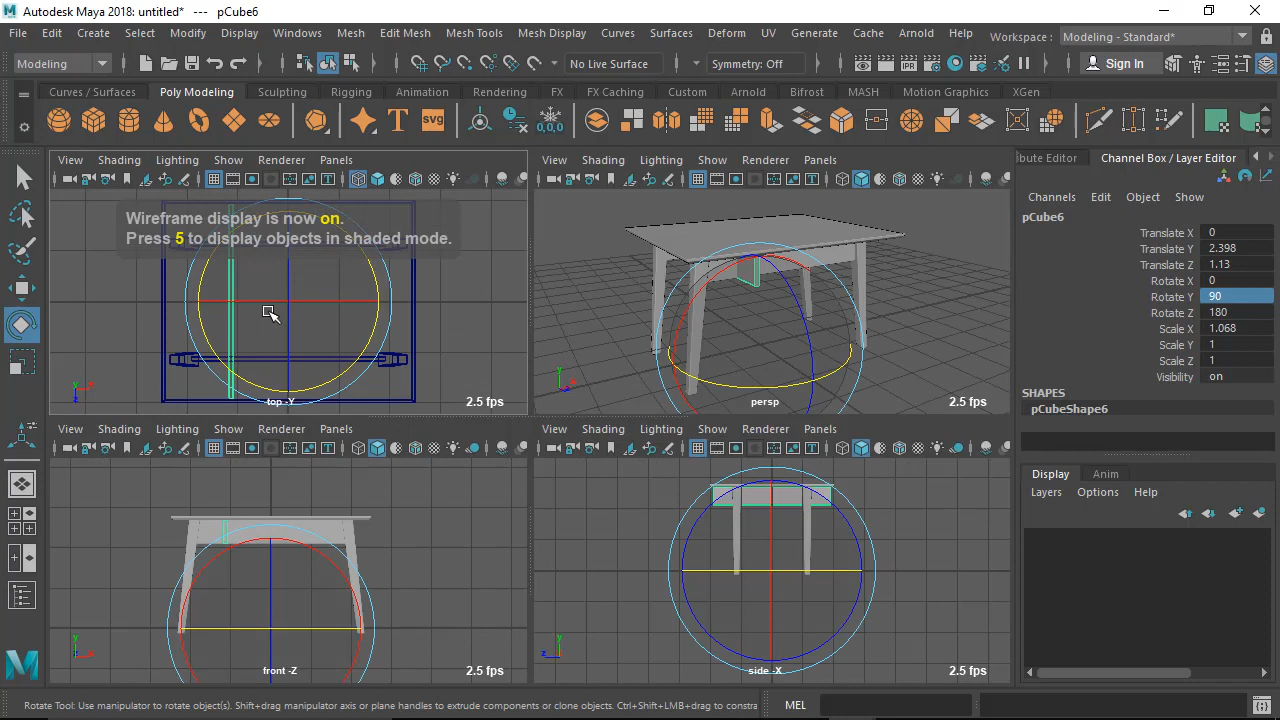 Autodesk Maya 2018: untitled* --- pCube6
File Edit Create Select Modify Display Windows Mesh Edit Mesh Mesh Tools Mesh Display Curves Surfaces Deform UV Generate Cache Arnold Help Workspace : Modeling - Standard*
Modeling No Live Surface Symmetry: Off IPR Sign In
Curves / Surfaces Poly Modeling Sculpting Rigging Animation Rendering FX FX Caching Custom Arnold Bifrost MASH Motion Graphics XGen
T svg 0,0,0
View Shading Lighting Show Renderer Panels
View Shading Lighting Show Renderer Panels
ibute Editor Channel Box / Layer Editor
Channels Edit Object Show
Wireframe display is now on.
Press 5 to display objects in shaded mode.
pCube6
Translate X 0
Translate Y 2.398
Translate Z 1.13
Rotate X 0
Rotate Y 90
Rotate Z 180
Scale X 1.068
Scale Y 1
Scale Z 1
Visibility on
SHAPES
pCubeShape6
top -Y 2.5 fps
persp 2.5 fps
View Shading Lighting Show Renderer Panels
View Shading Lighting Show Renderer Panels
Display Anim
Layers Options Help
front -Z 2.5 fps
side -X 2.5 fps
Rotate Tool: Use manipulator to rotate object(s). Shift+drag manipulator axis or plane handles to extrude components or clone objects. Ctrl+Shift+LMB+drag to constra
MEL